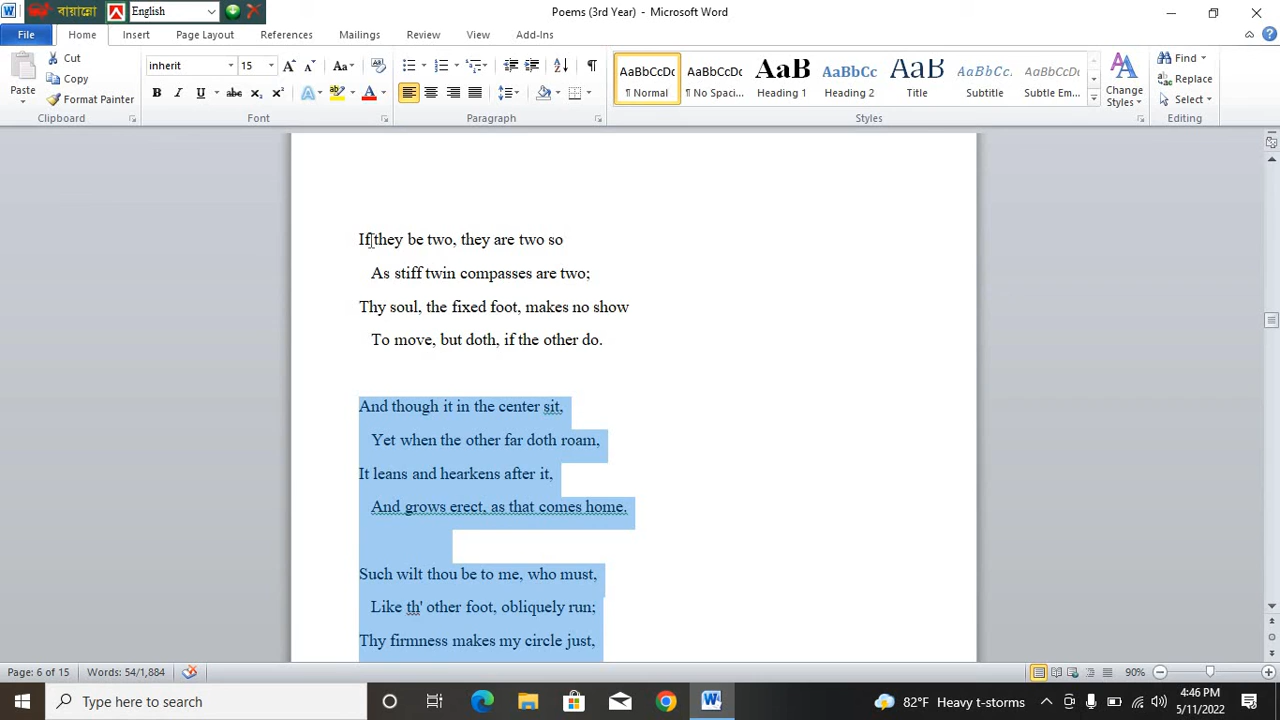 বায়ান্নো English Poems (3rd Year) - Microsoft Word
File Home Insert Page Layout References Mailings Review View Add-Ins
Paste Cut Copy Format Painter Clipboard
inherit 15 Font
Paragraph
AaBbCcDc ¶ Normal AaBbCcDc ¶ No Spaci... AaB Heading 1 AaBbCc Heading 2 AaB Title AaBbCcL Subtitle AaBbCcDc Subtle Em...
Change Styles Styles
Find Replace Select Editing
If they be two, they are two so
As stiff twin compasses are two;
Thy soul, the fixed foot, makes no show
To move, but doth, if the other do.
And though it in the center sit,
Yet when the other far doth roam,
It leans and hearkens after it,
And grows erect, as that comes home.
Such wilt thou be to me, who must,
Like th' other foot, obliquely run;
Thy firmness makes my circle just,
Page: 6 of 15 Words: 54/1,884 90%
Type here to search 82°F Heavy t-storms 4:46 PM
5/11/2022